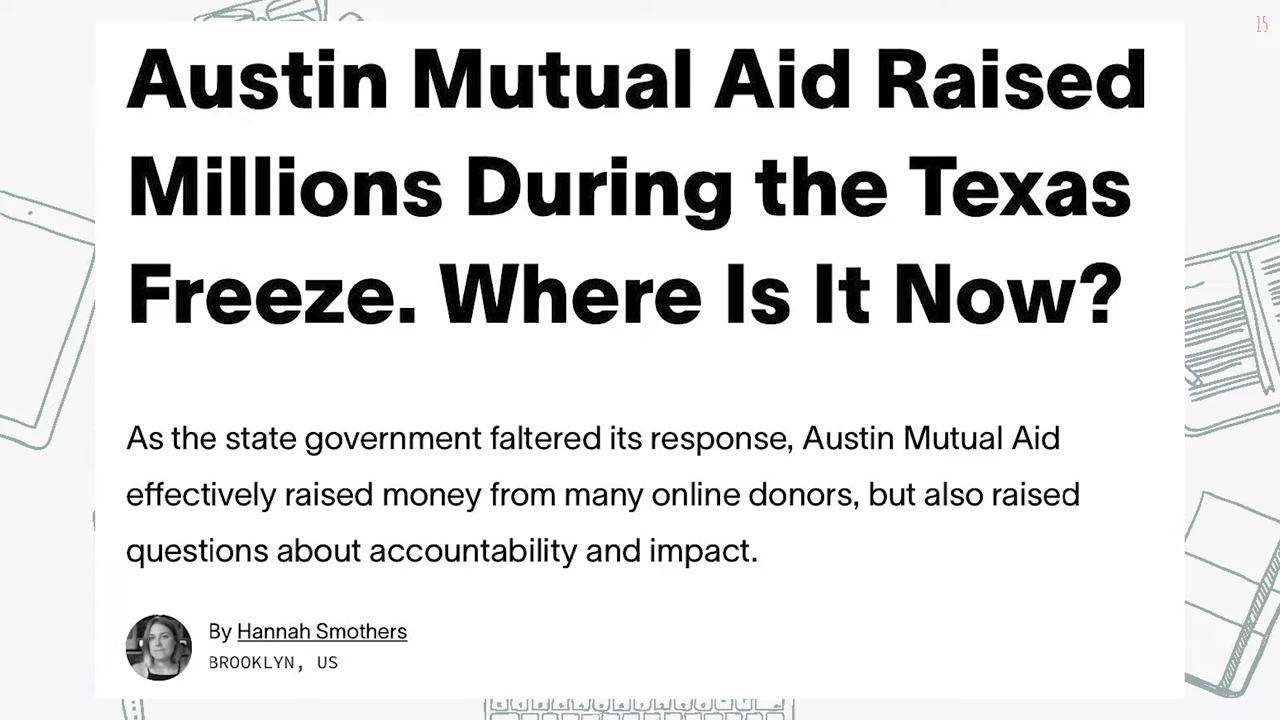 15
Austin Mutual Aid Raised
Millions During the Texas
Freeze. Where Is It Now?
As the state government faltered its response, Austin Mutual Aid
effectively raised money from many online donors, but also raised
questions about accountability and impact.
By Hannah Smothers
BROOKLYN, US